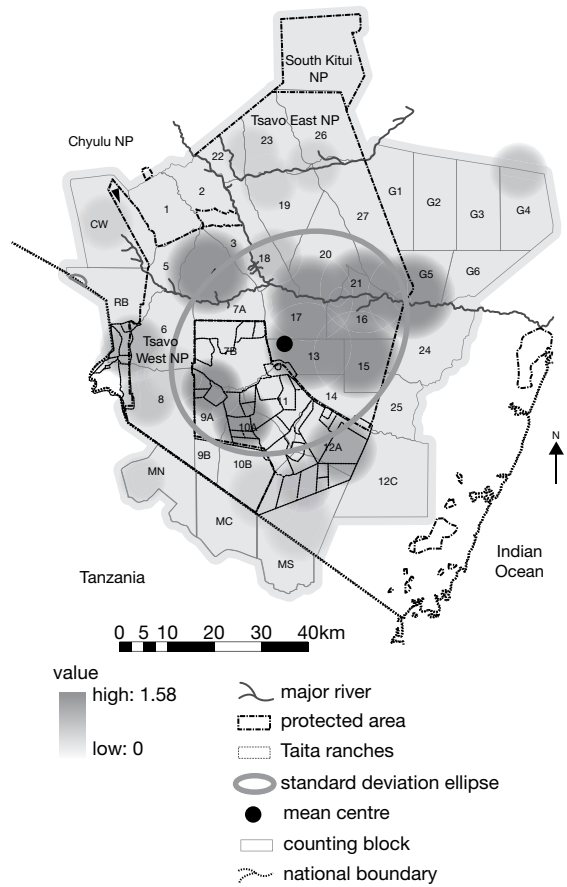 South Kitui
NP
Tsavo East NP
Chyulu NP
23
26
22
2
1
19
27
G1
G2
G3
G4
CW
3
5
18
20
21
G5
G6
RB
7A
17
16
6
Tsavo
West NP
7B
13
15
24
8
9A
10A
11
14
25
9B
10B
12A
12C
MN
MC
MS
N
Indian
Ocean
Tanzania
0 5 10 20 30 40km
value
high: 1.58
low: 0
major river
protected area
Taita ranches
standard deviation ellipse
mean centre
counting block
national boundary